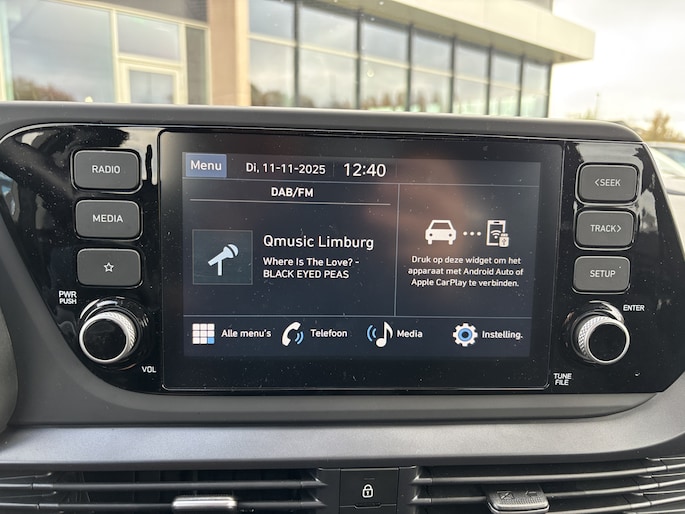 RADIO
MEDIA
PWR
PUSH
VOL
Menu Di, 11-11-2025 12:40
DAB/FM
Qmusic Limburg
Where Is The Love? -
BLACK EYED PEAS
Druk op deze widget om het
apparaat met Android Auto of
Apple CarPlay te verbinden.
Alle menu's Telefoon Media Instelling.
<SEEK
TRACK>
SETUP
ENTER
TUNE
FILE